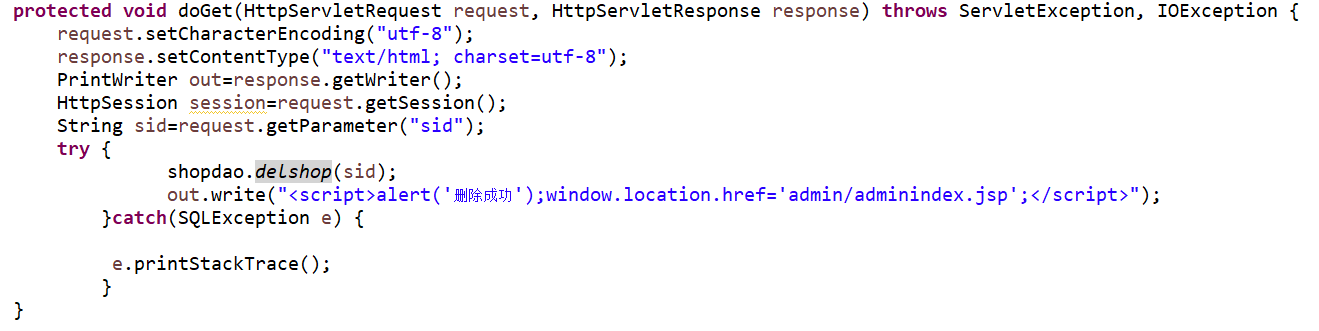 protected void doGet(HttpServletRequest request, HttpServletResponse response) throws ServletException, IOException {
request.setCharacterEncoding("utf-8");
response.setContentType("text/html; charset=utf-8");
PrintWriter out=response.getWriter();
HttpSession session=request.getSession();
String sid=request.getParameter("sid");
try {
shopdao.delshop(sid);
out.write("<script>alert('删除成功');window.location.href='admin/adminindex.jsp';</script>");
}catch(SQLException e) {
e.printStackTrace();
}
}